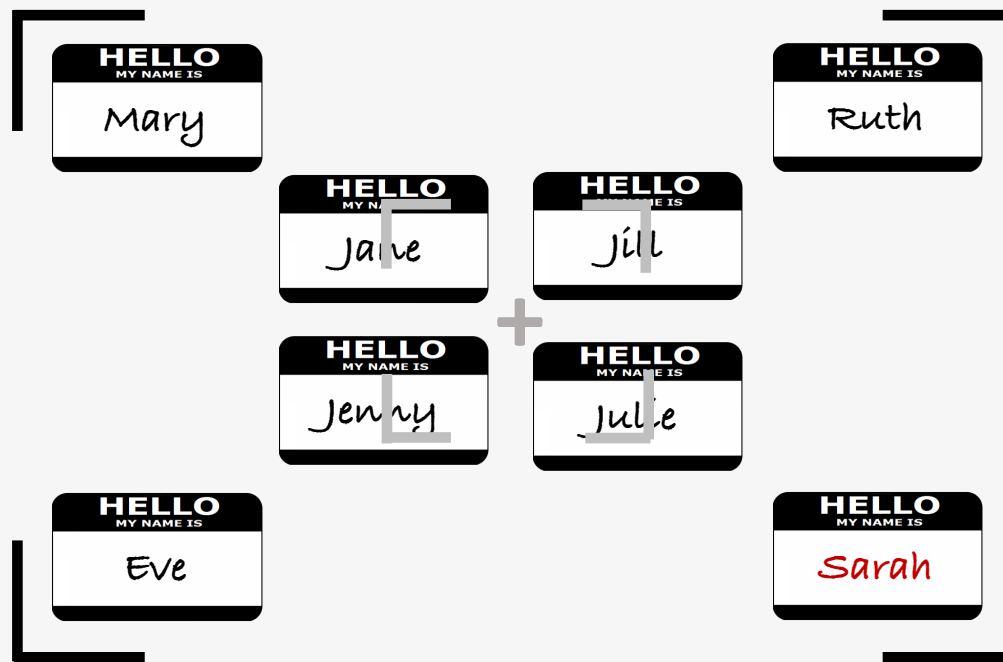 HELLO
MY NAME IS
Mary
HELLO
MY NAME IS
Ruth
HELLO
MY NAME IS
Jane
HELLO
MY NAME IS
Jill
HELLO
MY NAME IS
Jenny
HELLO
MY NAME IS
Julie
HELLO
MY NAME IS
Eve
HELLO
MY NAME IS
Sarah